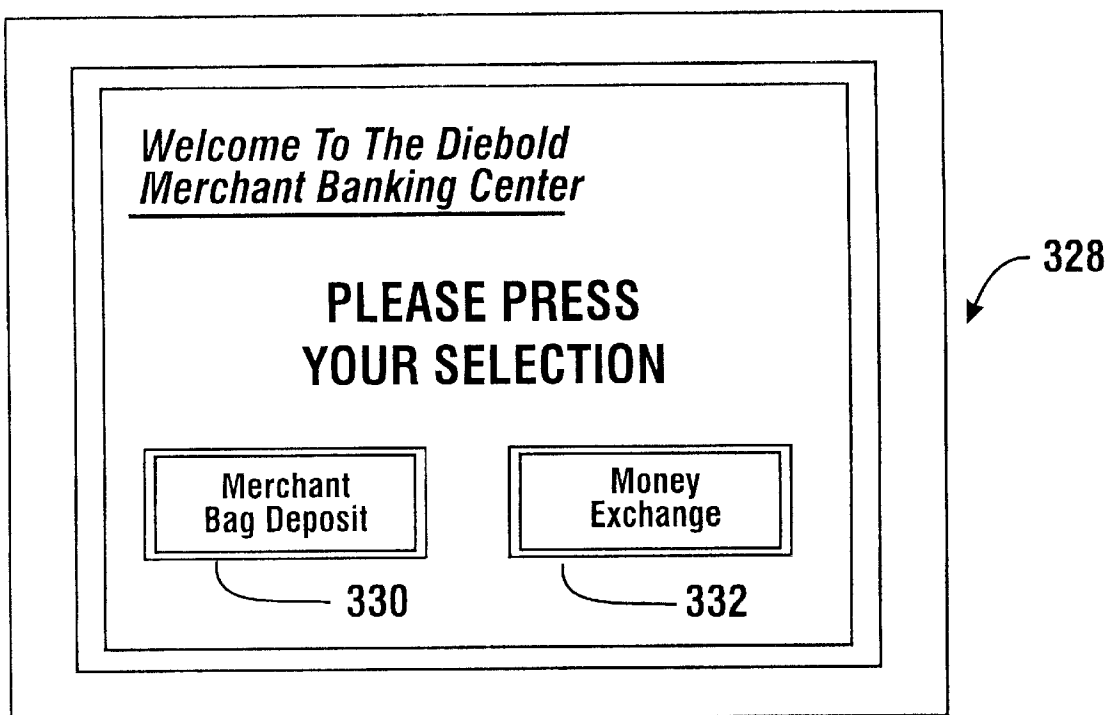 Welcome To The Diebold
Merchant Banking Center
PLEASE PRESS
YOUR SELECTION
328
Merchant
Bag Deposit
Money
Exchange
330
332